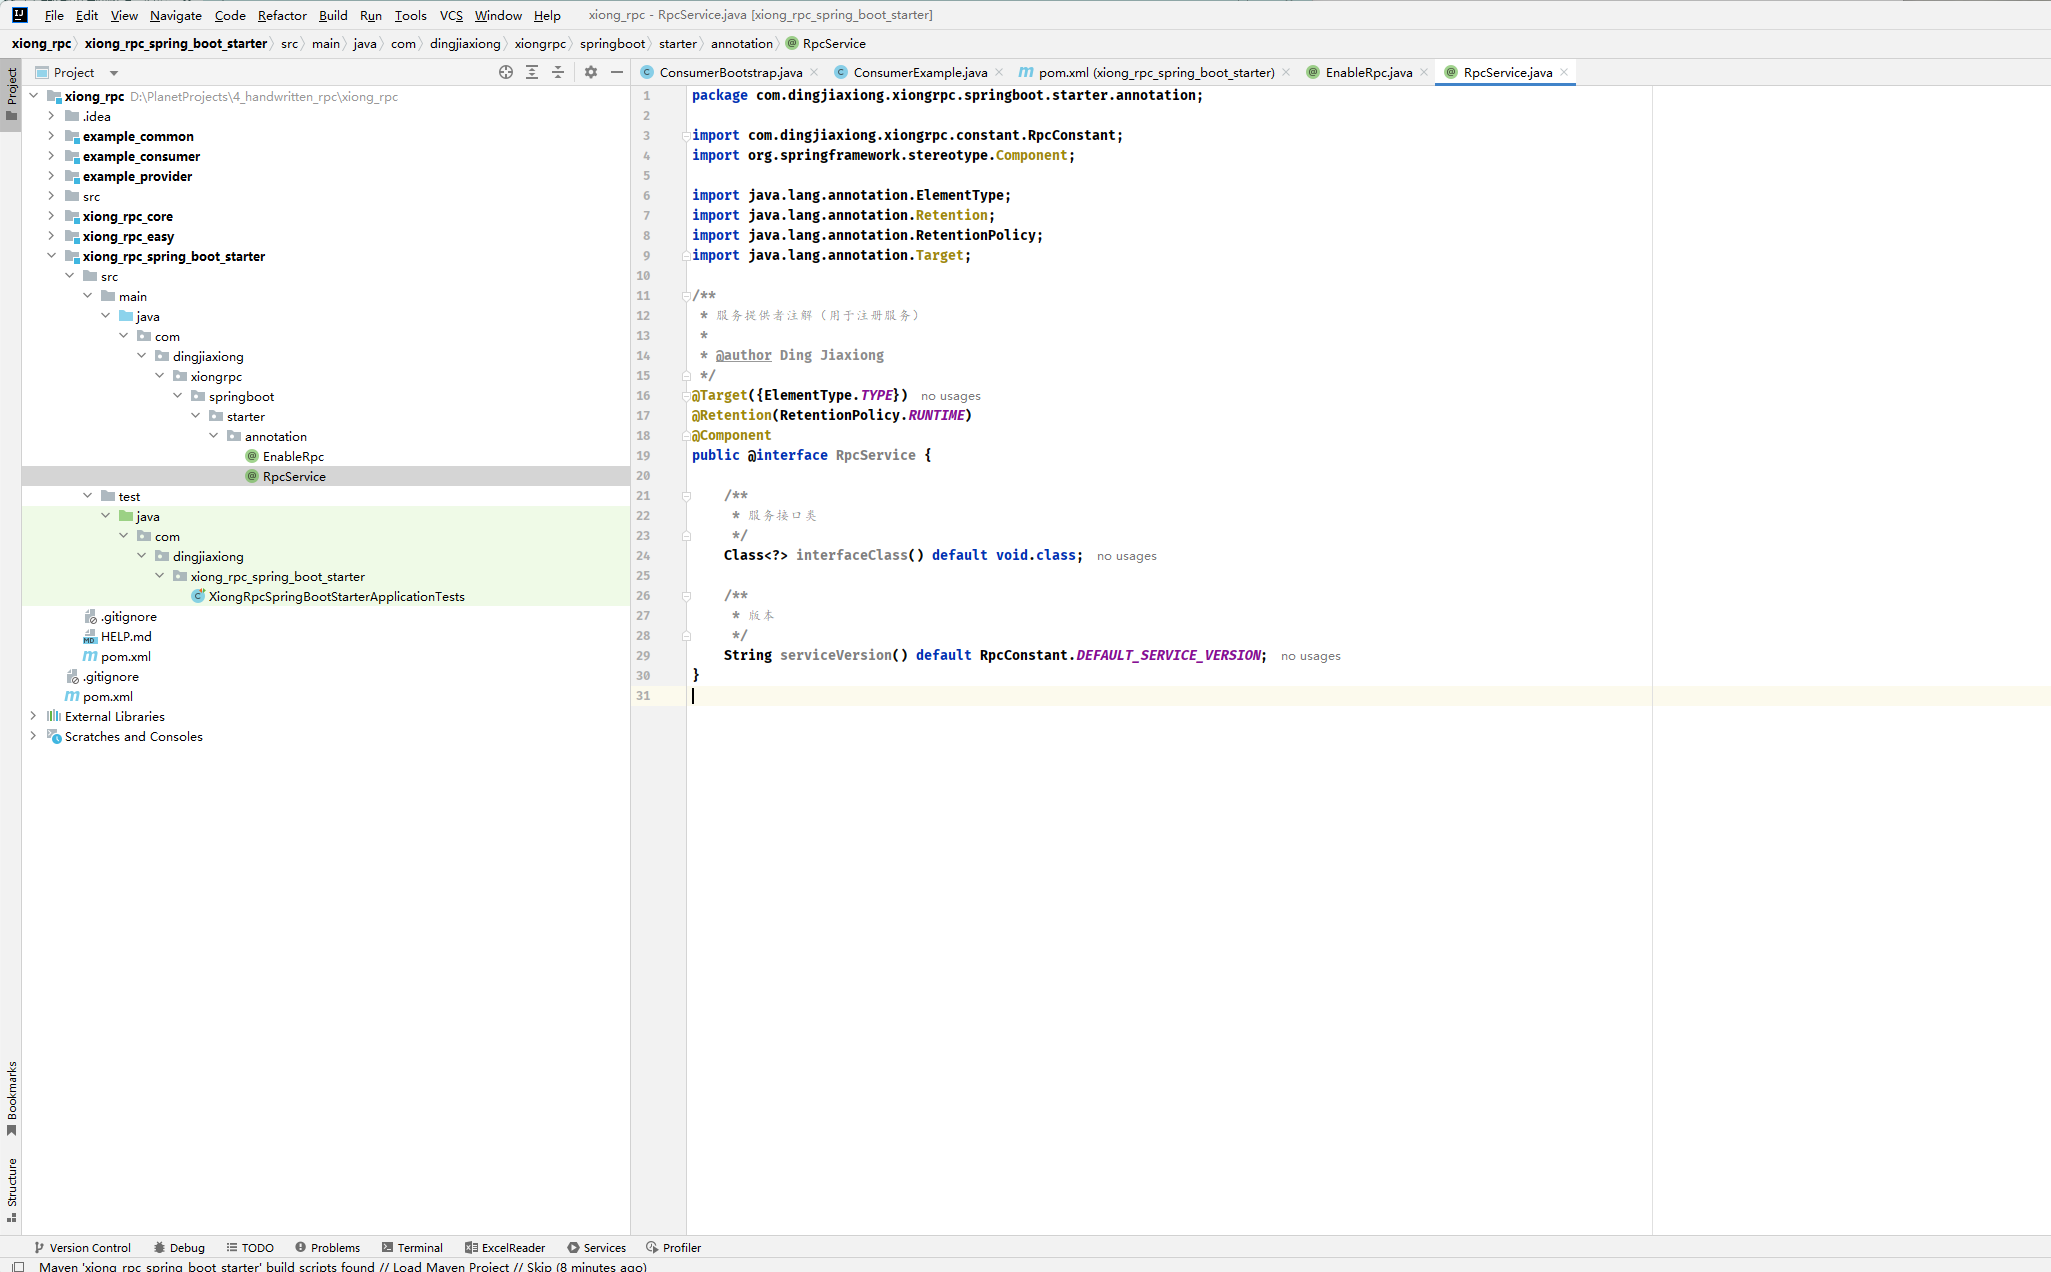 File Edit View Navigate Code Refactor Build Run Tools VCS Window Help xiong_rpc - RpcService.java [xiong_rpc_spring_boot_starter]
xiong_rpc xiong_rpc_spring_boot_starter src main java com dingjiaxiong xiongrpc springboot starter annotation RpcService
Project
Project
ConsumerBootstrap.java ConsumerExample.java pom.xml (xiong_rpc_spring_boot_starter) EnableRpc.java RpcService.java
xiong_rpc D:\PlanetProjects\4_handwritten_rpc\xiong_rpc
.idea
example_common
example_consumer
example_provider
src
xiong_rpc_core
xiong_rpc_easy
xiong_rpc_spring_boot_starter
src
main
java
com
dingjiaxiong
xiongrpc
springboot
starter
annotation
EnableRpc
RpcService
test
java
com
dingjiaxiong
xiong_rpc_spring_boot_starter
XiongRpcSpringBootStarterApplicationTests
.gitignore
HELP.md
pom.xml
.gitignore
pom.xml
External Libraries
Scratches and Consoles
1 package com.dingjiaxiong.xiongrpc.springboot.starter.annotation;
2
3 import com.dingjiaxiong.xiongrpc.constant.RpcConstant;
4 import org.springframework.stereotype.Component;
5
6 import java.lang.annotation.ElementType;
7 import java.lang.annotation.Retention;
8 import java.lang.annotation.RetentionPolicy;
9 import java.lang.annotation.Target;
10
11 /**
12 * 服务提供者注解（用于注册服务）
13 *
14 * @author Ding Jiaxiong
15 */
16 @Target({ElementType.TYPE}) no usages
17 @Retention(RetentionPolicy.RUNTIME)
18 @Component
19 public @interface RpcService {
20
21 /**
22 * 服务接口类
23 */
24 Class<?> interfaceClass() default void.class; no usages
25
26 /**
27 * 版本
28 */
29 String serviceVersion() default RpcConstant.DEFAULT_SERVICE_VERSION; no usages
30 }
31
Bookmarks
Structure
Version Control Debug TODO Problems Terminal ExcelReader Services Profiler
Maven 'xiong_rpc_spring_boot_starter' build scripts found // Load Maven Project // Skip (8 minutes ago)